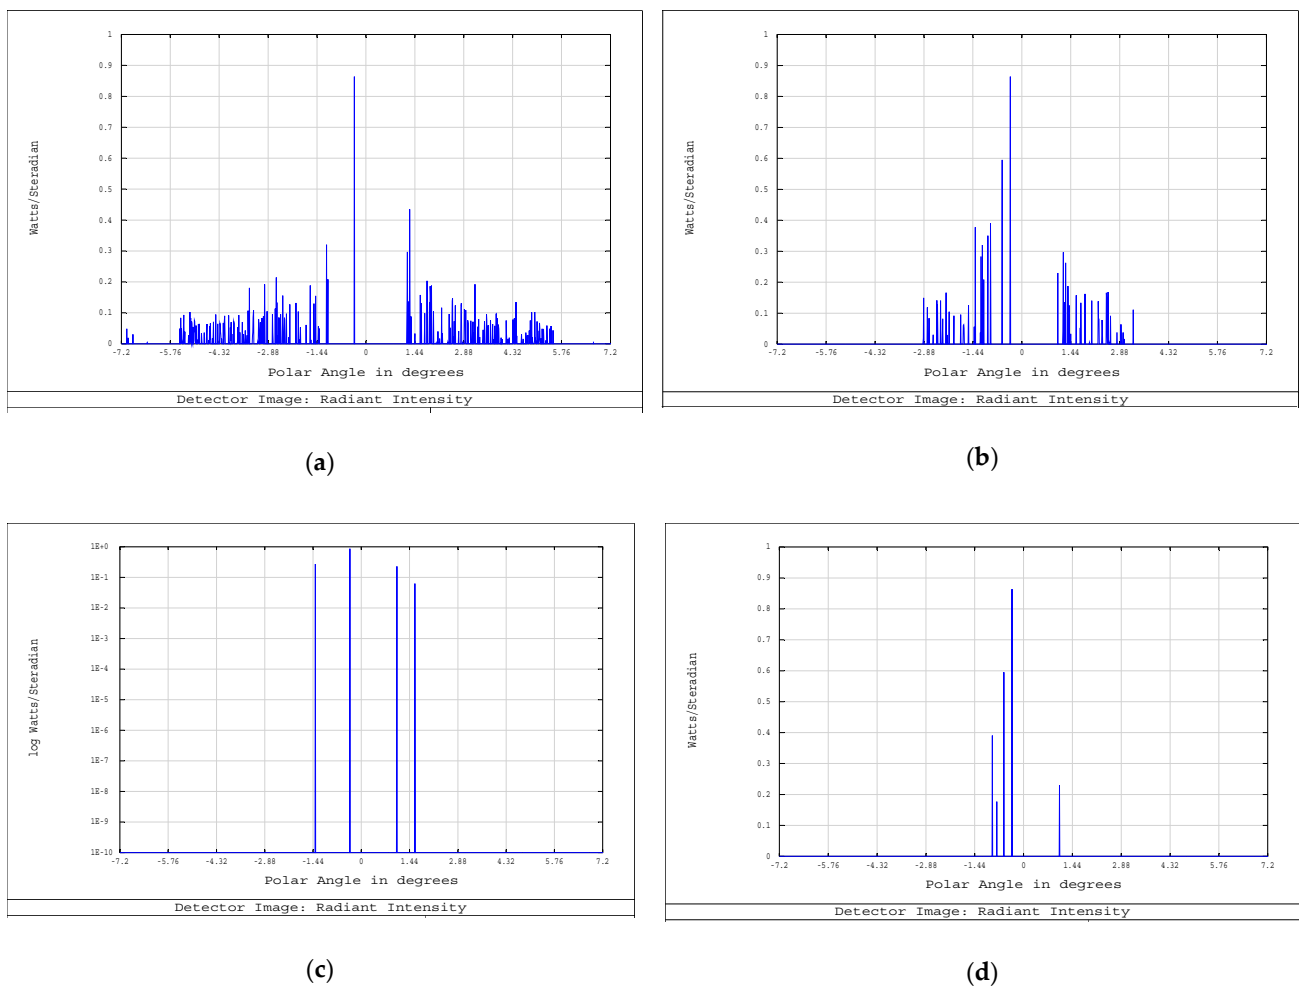 1
0.9
0.8
0.7
0.6
0.5
0.4
0.3
0.2
0.1
0
Watts/Steradian
-7.2 -5.76 -4.32 -2.88 -1.44 0 1.44 2.88 4.32 5.76 7.2
Polar Angle in degrees
Detector Image: Radiant Intensity
(a)
1
0.9
0.8
0.7
0.6
0.5
0.4
0.3
0.2
0.1
0
Watts/Steradian
-7.2 -5.76 -4.32 -2.88 -1.44 0 1.44 2.88 4.32 5.76 7.2
Polar Angle in degrees
Detector Image: Radiant Intensity
(b)
1E+0
1E-1
1E-2
1E-3
1E-4
1E-5
1E-6
1E-7
1E-8
1E-9
1E-10
log Watts/Steradian
-7.2 -5.76 -4.32 -2.88 -1.44 0 1.44 2.88 4.32 5.76 7.2
Polar Angle in degrees
Detector Image: Radiant Intensity
(c)
1
0.9
0.8
0.7
0.6
0.5
0.4
0.3
0.2
0.1
0
Watts/Steradian
-7.2 -5.76 -4.32 -2.88 -1.44 0 1.44 2.88 4.32 5.76 7.2
Polar Angle in degrees
Detector Image: Radiant Intensity
(d)